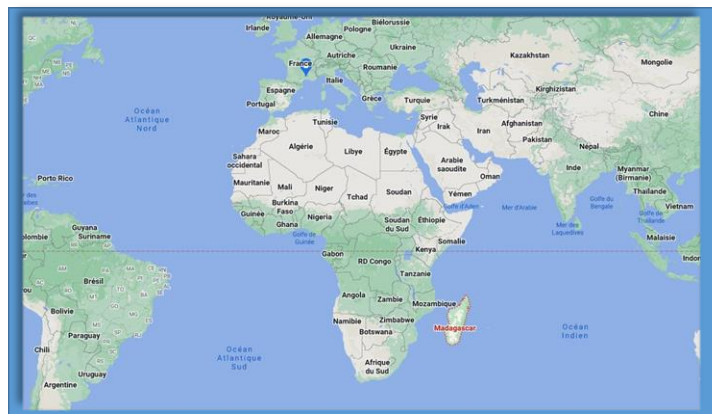 Royaume-Uni
Biélorussie
Irlande
Pologne
Allemagne
Ukraine
Kazakhstan
Mongolie
Autriche
France
Roumanie
Italie
Espagne
Portugal
Grèce
Turquie
Turkménistan
Kirghizistan
Chine
Océan
Atlantique
Nord
Tunisie
Syrie
Irak
Iran
Afghanistan
Pakistan
Maroc
Algérie
Libye
Égypte
Népal
Sahara
occidental
Arabie
saoudite
Inde
Myanmar
(Birmanie)
Oman
Porto Rico
Mauritanie
Mali
Niger
Tchad
Soudan
Yémen
Thaïlande
Burkina
Faso
Golfe d'Aden
Mer d'Arabie
Golfe du
Bengale
Vietnam
Guinée
Ghana
Nigeria
Soudan
du Sud
Éthiopie
Mer des
Laquedives
Golfe de
Thaïlande
Guyana
Suriname
Golfe de
Guinée
Somalie
Malaisie
olombie
Gabon
Kenya
Indon
RD Congo
Tanzanie
Brésil
Angola
Zambie
Mozambique
Bolivie
Namibie
Zimbabwe
Madagascar
Botswana
Paraguay
Océan
Indien
Chili
Océan
Atlantique
Sud
Afrique
du Sud
Uruguay
Argentine